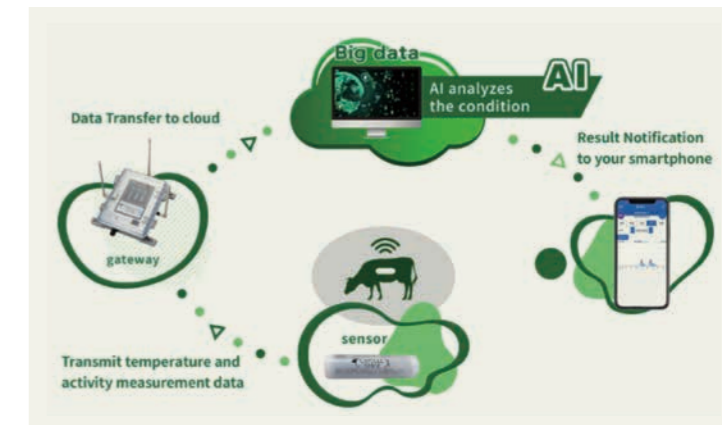 Big data
AI
AI analyzes
the condition
Data Transfer to cloud
Result Notification
to your smartphone
gateway
sensor
Transmit temperature and
activity measurement data